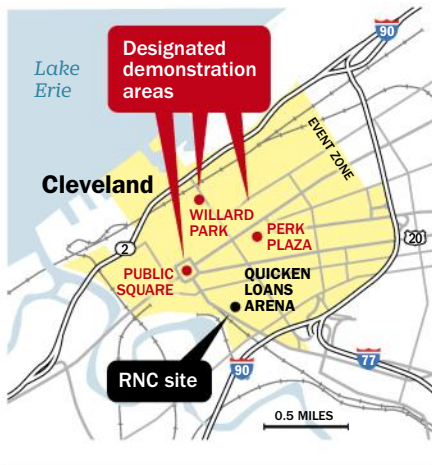 90
Designated
demonstration
areas
Lake
Erie
EVENT ZONE
Cleveland
WILLARD
PARK
PERK
PLAZA
20
2
PUBLIC
SQUARE
QUICKEN
LOANS
ARENA
RNC site
90
77
0.5 MILES